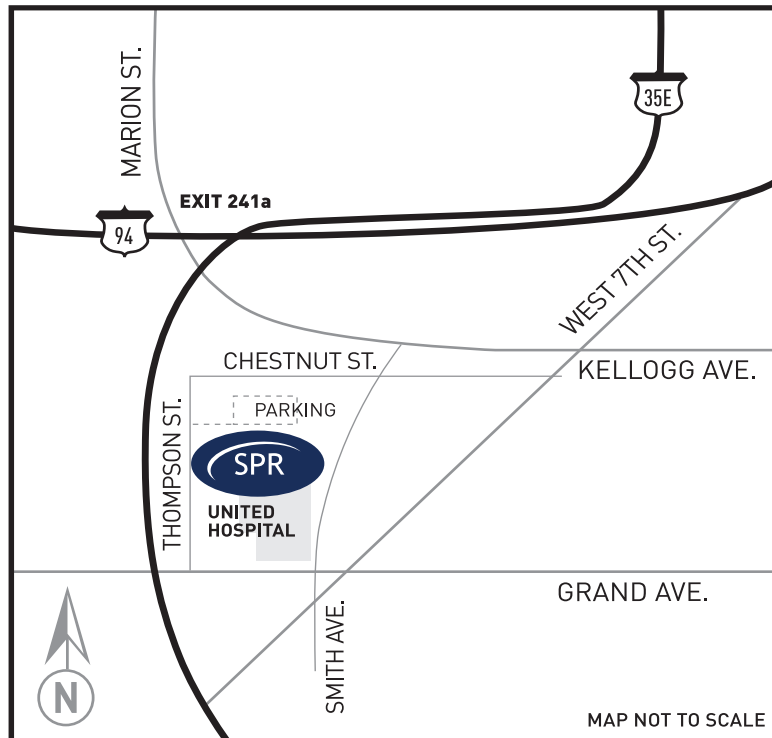 MARION ST.
35E
EXIT 241a
94
WEST 7TH ST.
CHESTNUT ST.
KELLOGG AVE.
PARKING
THOMPSON ST.
SPR
UNITED
HOSPITAL
GRAND AVE.
SMITH AVE.
N
MAP NOT TO SCALE